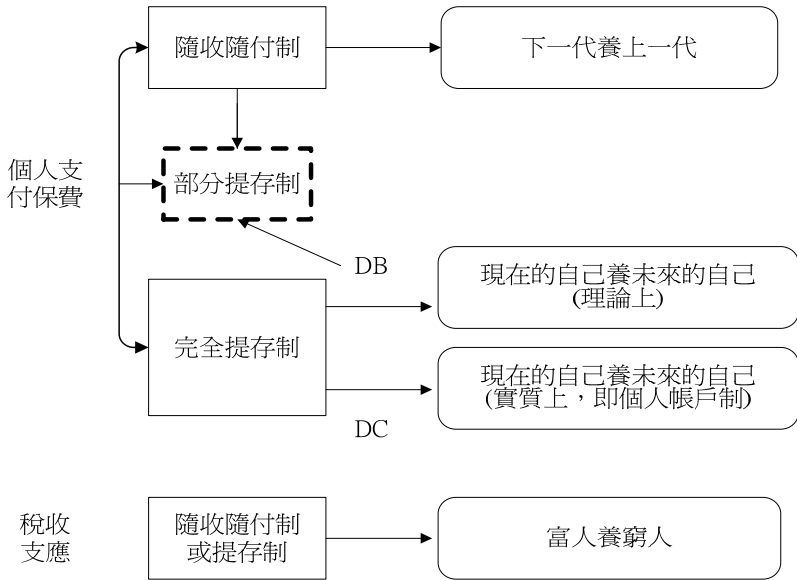 隨收隨付制
下一代養上一代
個人支
付保費
部分提存制
DB
現在的自己養未來的自己
(理論上)
完全提存制
現在的自己養未來的自己
(實質上，即個人帳戶制)
DC
稅收
支應
隨收隨付制
或提存制
富人養窮人